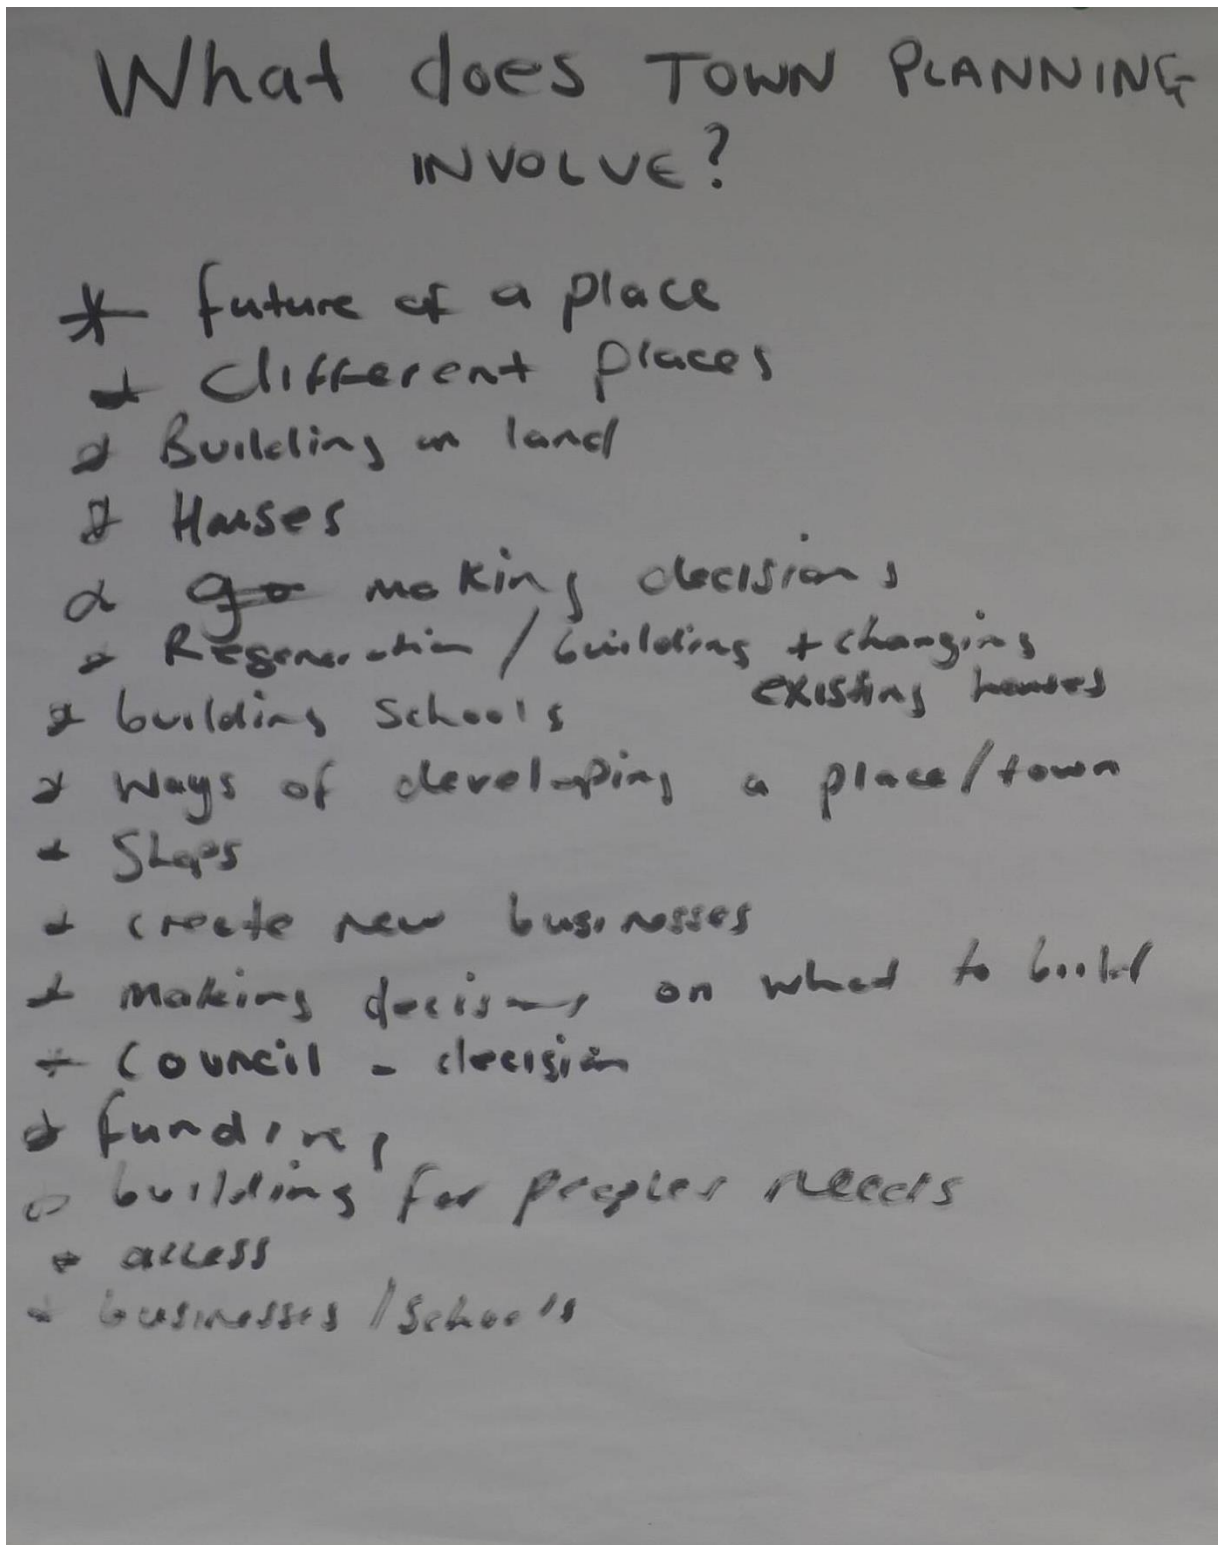 What does TOWN PLANNING
INVOLVE?
* future of a place
* different places
* Building on land
* Houses
* go making decisions
* Regeneration / building + changing
existing houses
* building schools
* Ways of developing a place/town
* Shops
* create new businesses
* making decisions on what to build
* Council - decision
* funding
* building for peoples needs
* access
* businesses / schools